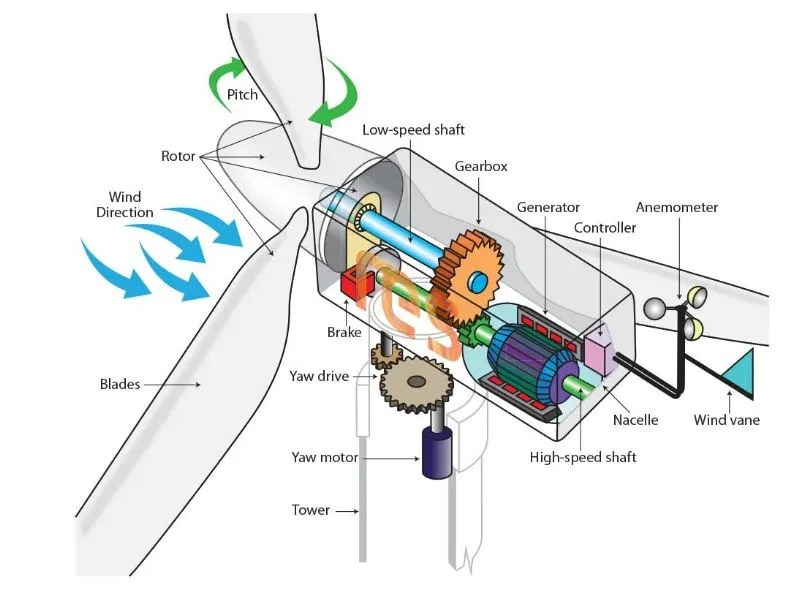 Pitch
Low-speed shaft
Rotor
Gearbox
Wind
Direction
Generator
Anemometer
Controller
Brake
Yaw drive
Blades
Nacelle
Wind vane
Yaw motor
High-speed shaft
Tower